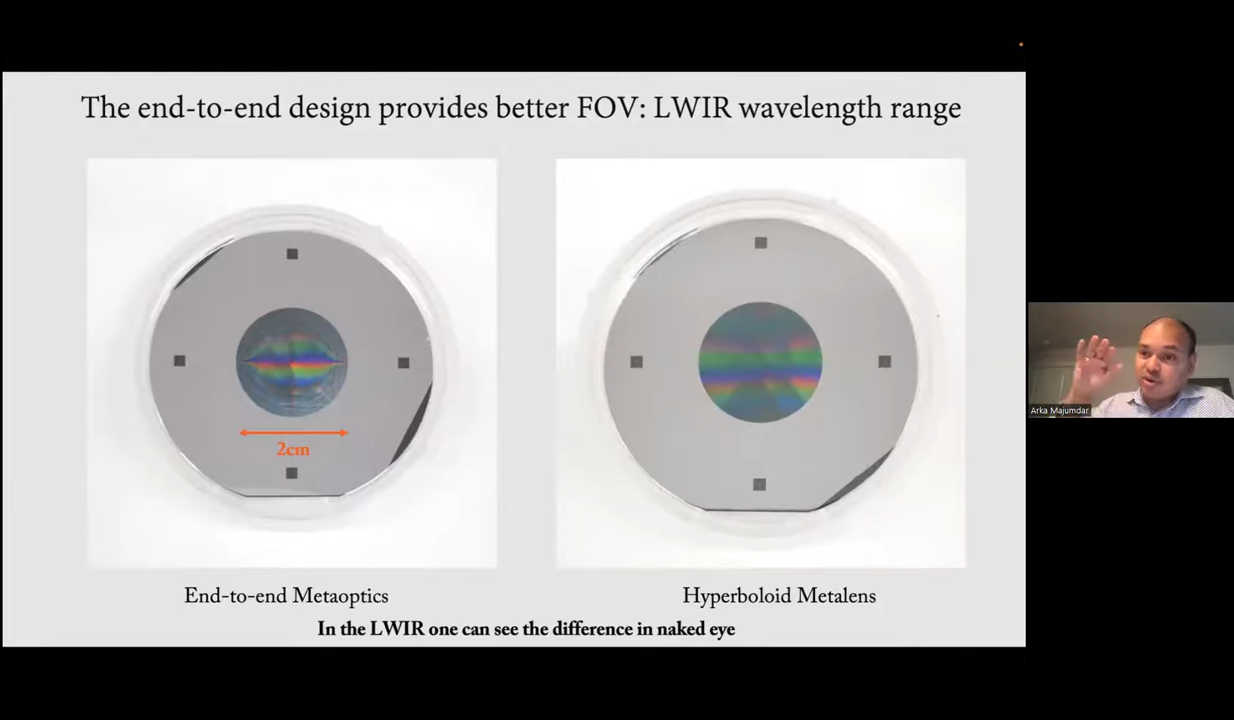 The end-to-end design provides better FOV: LWIR wavelength range
2cm
End-to-end Metaoptics
Hyperboloid Metalens
In the LWIR one can see the difference in naked eye
Arka Majumdar